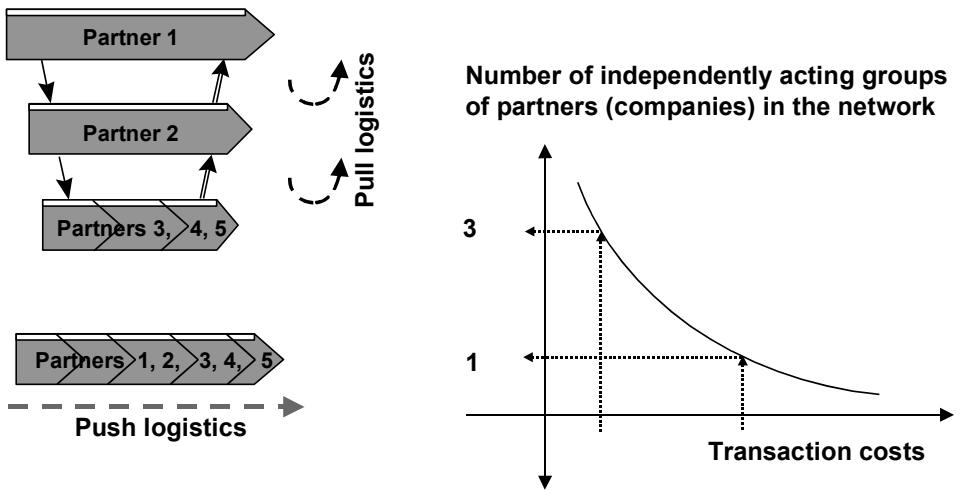 Partner 1
Partner 2
Partners 3, 4, 5
Pull logistics
Partners 1, 2, 3, 4, 5
Push logistics
Number of independently acting groups
of partners (companies) in the network
3
1
Transaction costs